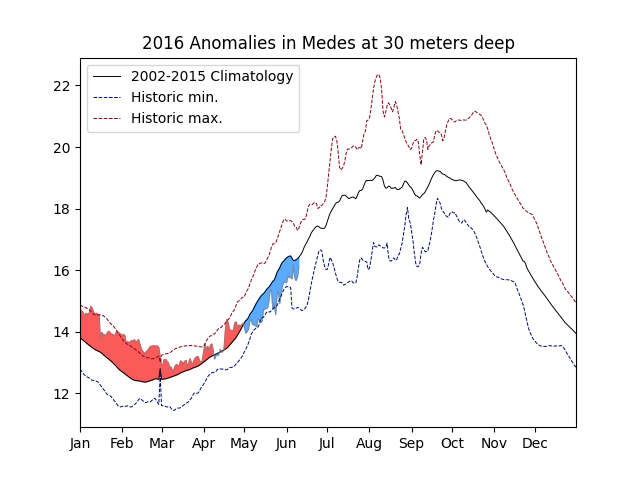 2016 Anomalies in Medes at 30 meters deep
2002-2015 Climatology
Historic min.
Historic max.
22
20
18
16
14
12
Jan Feb Mar Apr May Jun Jul Aug Sep Oct Nov Dec